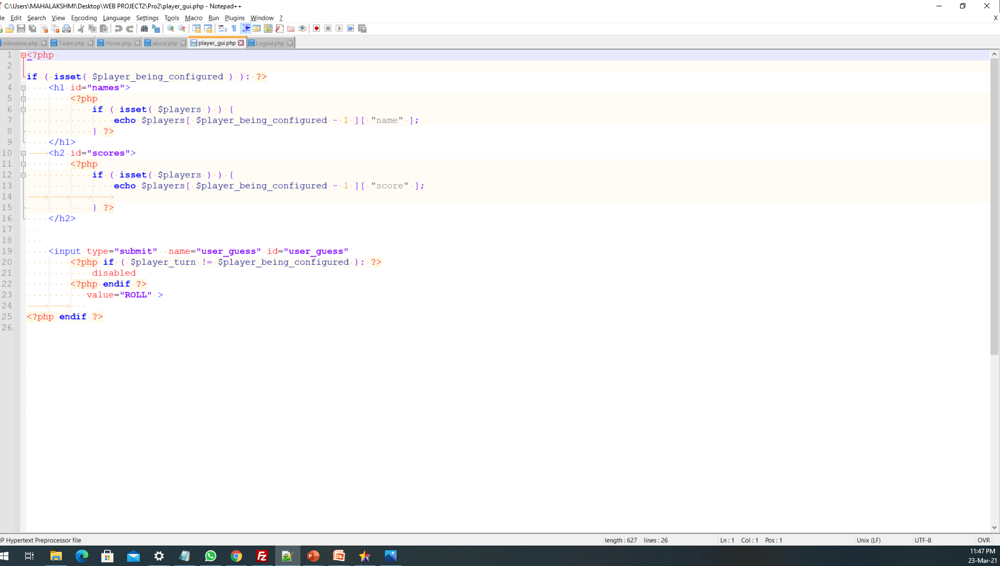 C:\Users\MAHALAKSHMI\Desktop\WEB PROJECT2\Pro2\player_gui.php - Notepad++
le Edit Search View Encoding Language Settings Tools Macro Run Plugins Window ? X
milestone.php Team.php Home.php about.php player_gui.php Logout.php
1 <?php
2
3 if ( isset( $player_being_configured ) ): ?>
4 <h1 id="names">
5 <?php
6 if ( isset( $players ) ) {
7 echo $players[ $player_being_configured - 1 ][ "name" ];
8 } ?>
9 </h1>
10 <h2 id="scores">
11 <?php
12 if ( isset( $players ) ) {
13 echo $players[ $player_being_configured - 1 ][ "score" ];
14
15 } ?>
16 </h2>
17
18
19 <input type="submit"  name="user_guess" id="user_guess"
20 <?php if ( $player_turn != $player_being_configured ): ?>
21 disabled
22 <?php endif ?>
23 value="ROLL" >
24
25 <?php endif ?>
26
IP Hypertext Preprocessor file length : 627 lines : 26 Ln : 1 Col : 1 Pos : 1 Unix (LF) UTF-8 OVR
11:47 PM
23-Mar-21